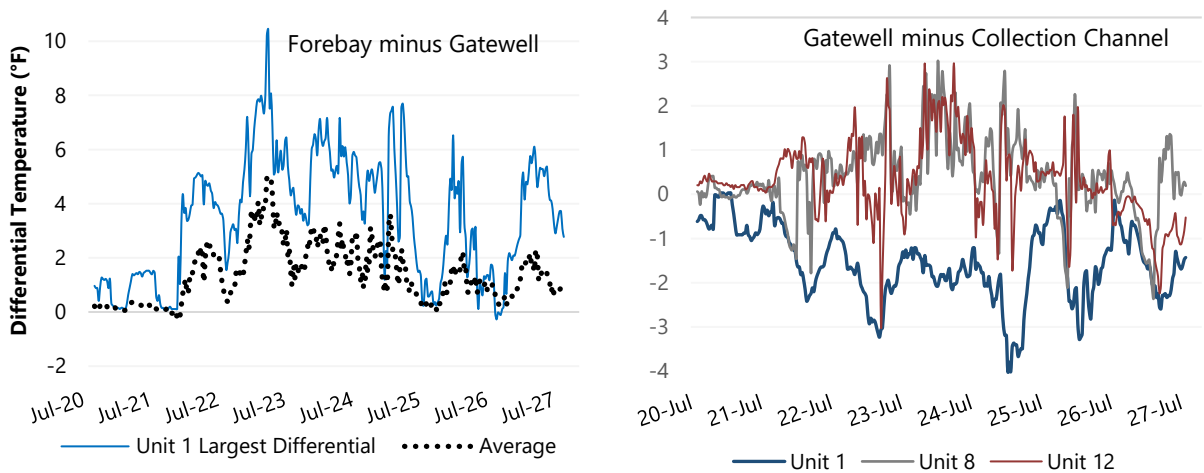 Forebay minus Gatewell
Differential Temperature (°F)
10
8
6
4
2
0
-2
Jul-20 Jul-21 Jul-22 Jul-23 Jul-24 Jul-25 Jul-26 Jul-27
Unit 1 Largest Differential Average
Gatewell minus Collection Channel
4
3
2
1
0
-1
-2
-3
-4
20-Jul 21-Jul 22-Jul 23-Jul 24-Jul 25-Jul 26-Jul 27-Jul
Unit 1 Unit 8 Unit 12